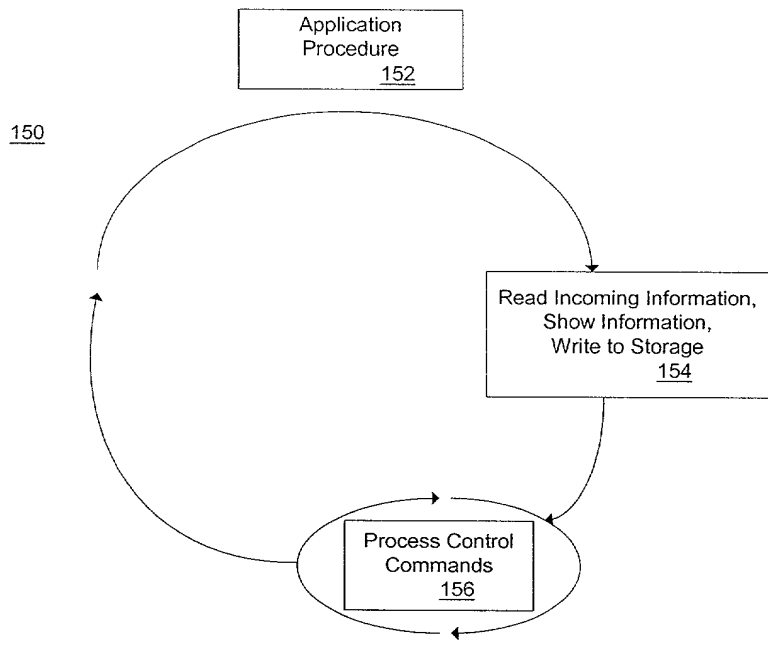 Application
Procedure
152
150
Read Incoming Information,
Show Information,
Write to Storage
154
Process Control
Commands
156